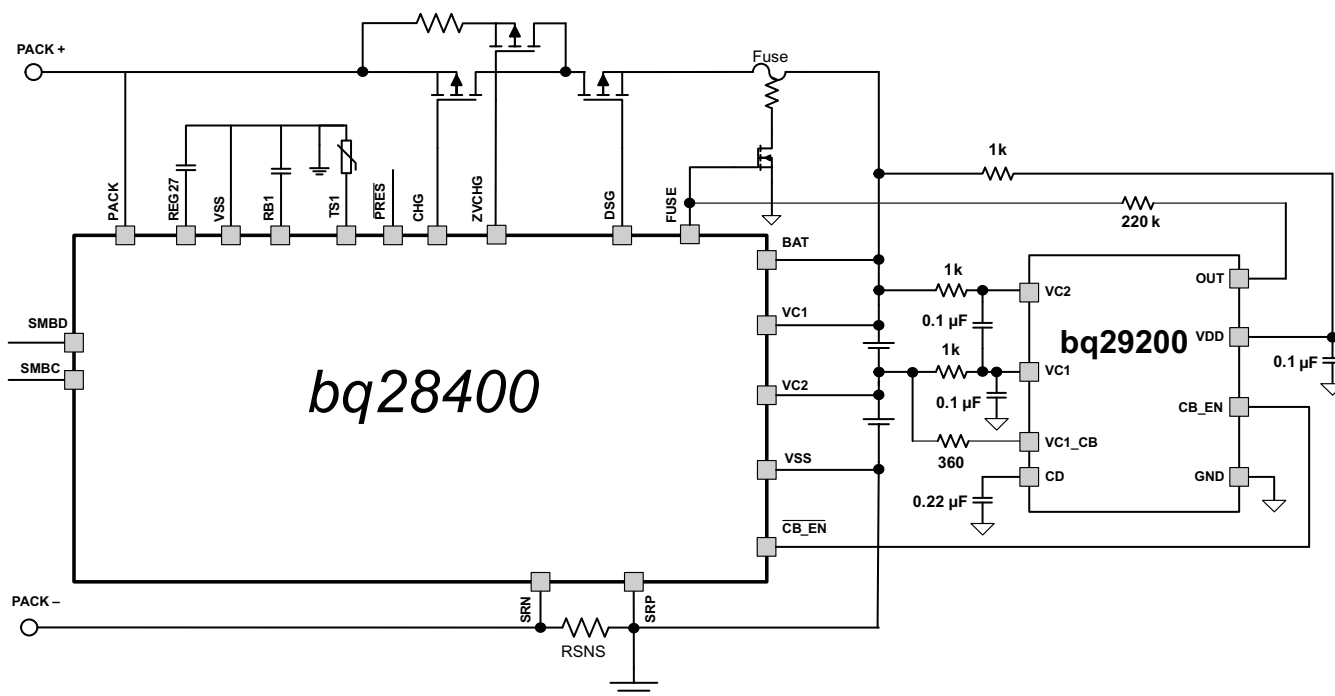 PACK +
Fuse
1k
220 k
PACK
REG27
VSS
RB1
TS1
PRES
CHG
ZVCHG
DSG
FUSE
BAT
VC1
VC2
VSS
CB_EN
SMBD
SMBC
bq28400
SRN
SRP
RSNS
PACK –
1k
0.1 µF
1k
0.1 µF
360
0.22 µF
VC2
VC1
VC1_CB
CD
bq29200
OUT
VDD
CB_EN
GND
0.1 µF